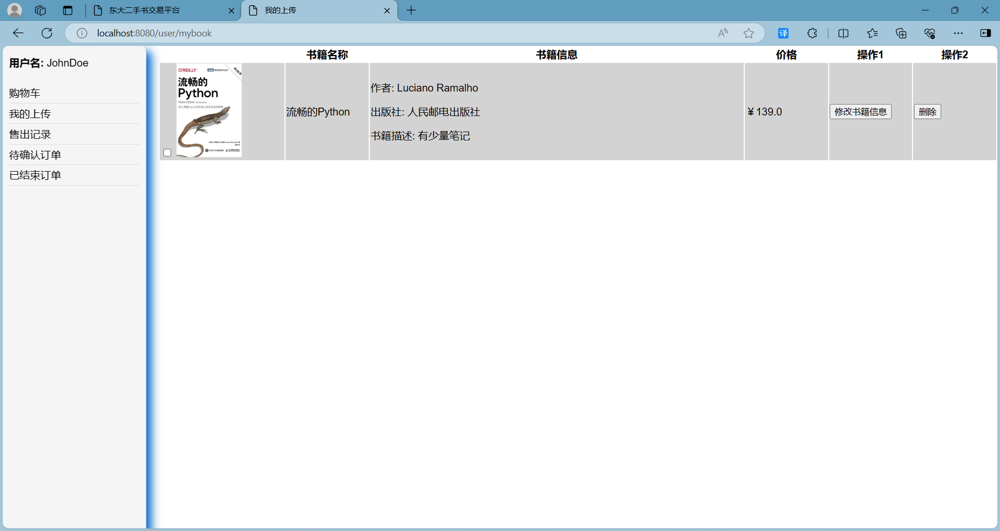 东大二手书交易平台
我的上传
localhost:8080/user/mybook
译
用户名: JohnDoe
购物车
我的上传
售出记录
待确认订单
已结束订单
书籍名称 书籍信息 价格 操作1 操作2
O'REILLY
流畅的
Python
Fluent Python, Second Edition
流畅的Python
作者: Luciano Ramalho
出版社: 人民邮电出版社
书籍描述: 有少量笔记
¥139.0
修改书籍信息
删除